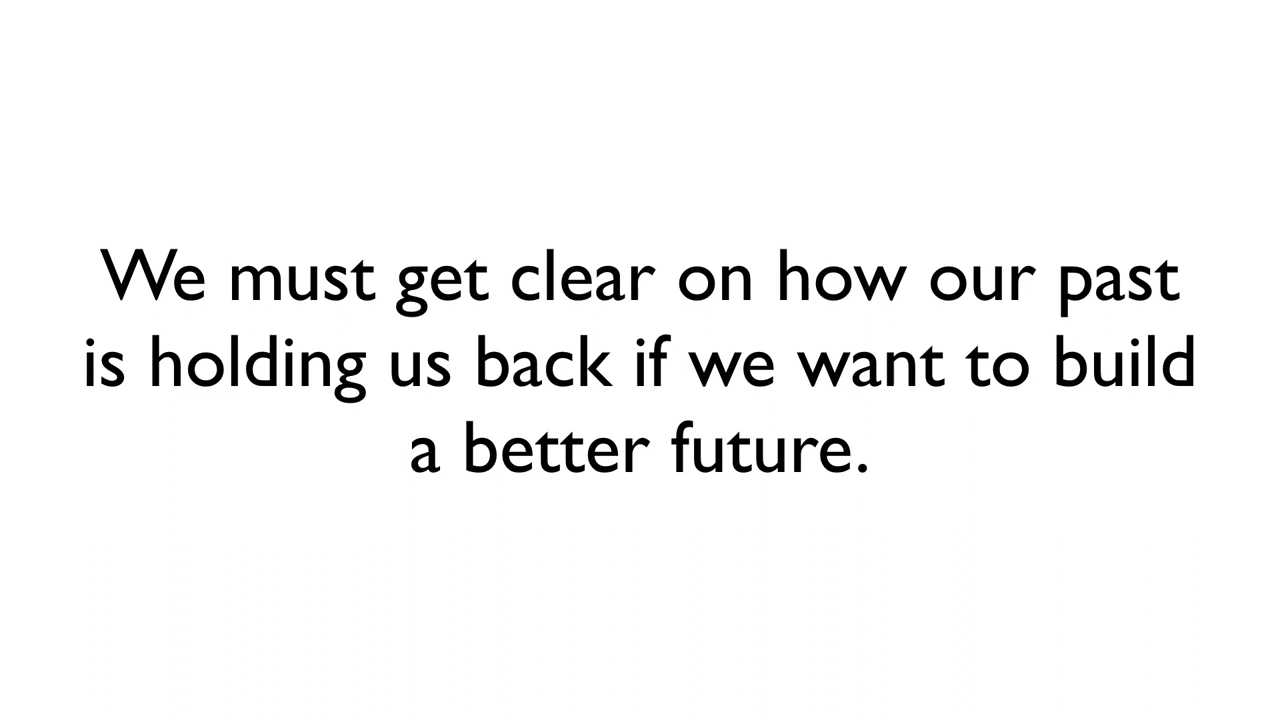 We must get clear on how our past
is holding us back if we want to build
a better future.